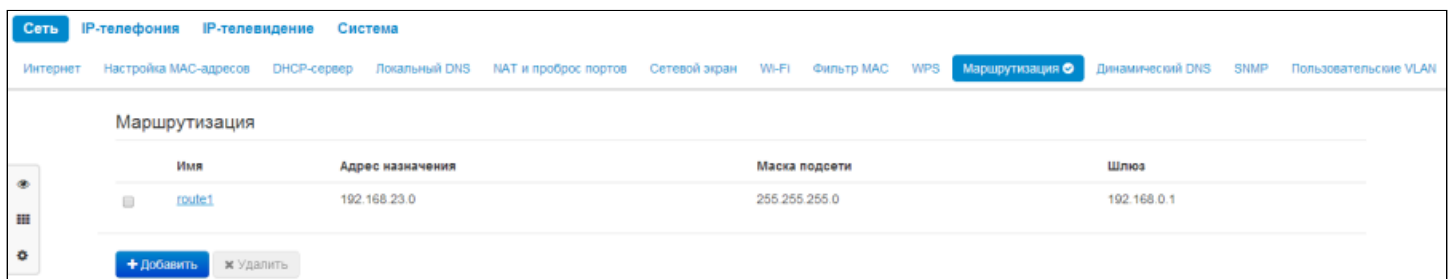 Сеть IP-телефония IP-телевидение Система
Интернет Настройка MAC-адресов DHCP-сервер Локальный DNS NAT и проброс портов Сетевой экран Wi-Fi Фильтр MAC WPS Маршрутизация Динамический DNS SNMP Пользовательские VLAN
Маршрутизация
Имя Адрес назначения Маска подсети Шлюз
route1 192.168.23.0 255.255.255.0 192.168.0.1
Добавить Удалить